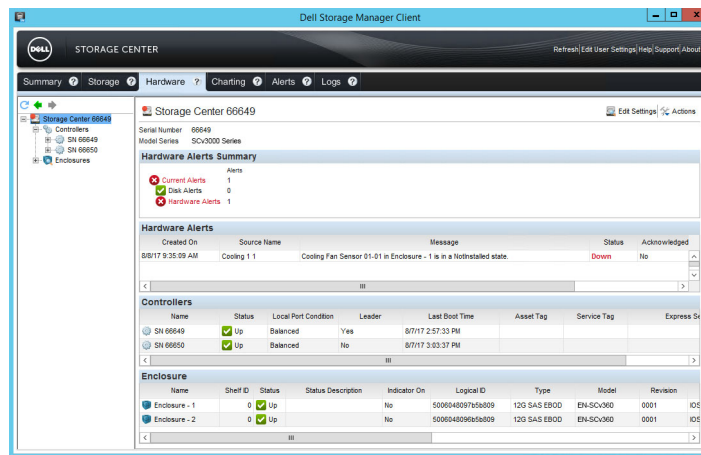 Dell Storage Manager Client
DELL STORAGE CENTER Refresh Edit User Settings Help Support About
Summary ? Storage ? Hardware ? Charting ? Alerts ? Logs ?
Storage Center 66649
Controllers
SN 66649
SN 66650
Enclosures
Storage Center 66649 Edit Settings Actions
Serial Number 66649
Model Series SCv3000 Series
Hardware Alerts Summary
Alerts
Current Alerts 1
Disk Alerts 0
Hardware Alerts 1
Hardware Alerts
Created On Source Name Message Status Acknowledged
8/8/17 9:35:09 AM Cooling 1 1 Cooling Fan Sensor 01-01 in Enclosure - 1 is in a NotInstalled state. Down No
Controllers
Name Status Local Port Condition Leader Last Boot Time Asset Tag Service Tag Express Se
SN 66649 Up Balanced Yes 8/7/17 2:57:33 PM
SN 66650 Up Balanced No 8/7/17 3:03:37 PM
Enclosure
Name Shelf ID Status Status Description Indicator On Logical ID Type Model Revision
Enclosure - 1 0 Up No 5006048097b5b809 12G SAS EBOD EN-SCv360 0001 IOS
Enclosure - 2 0 Up No 5006048096b5b809 12G SAS EBOD EN-SCv360 0001 IOS